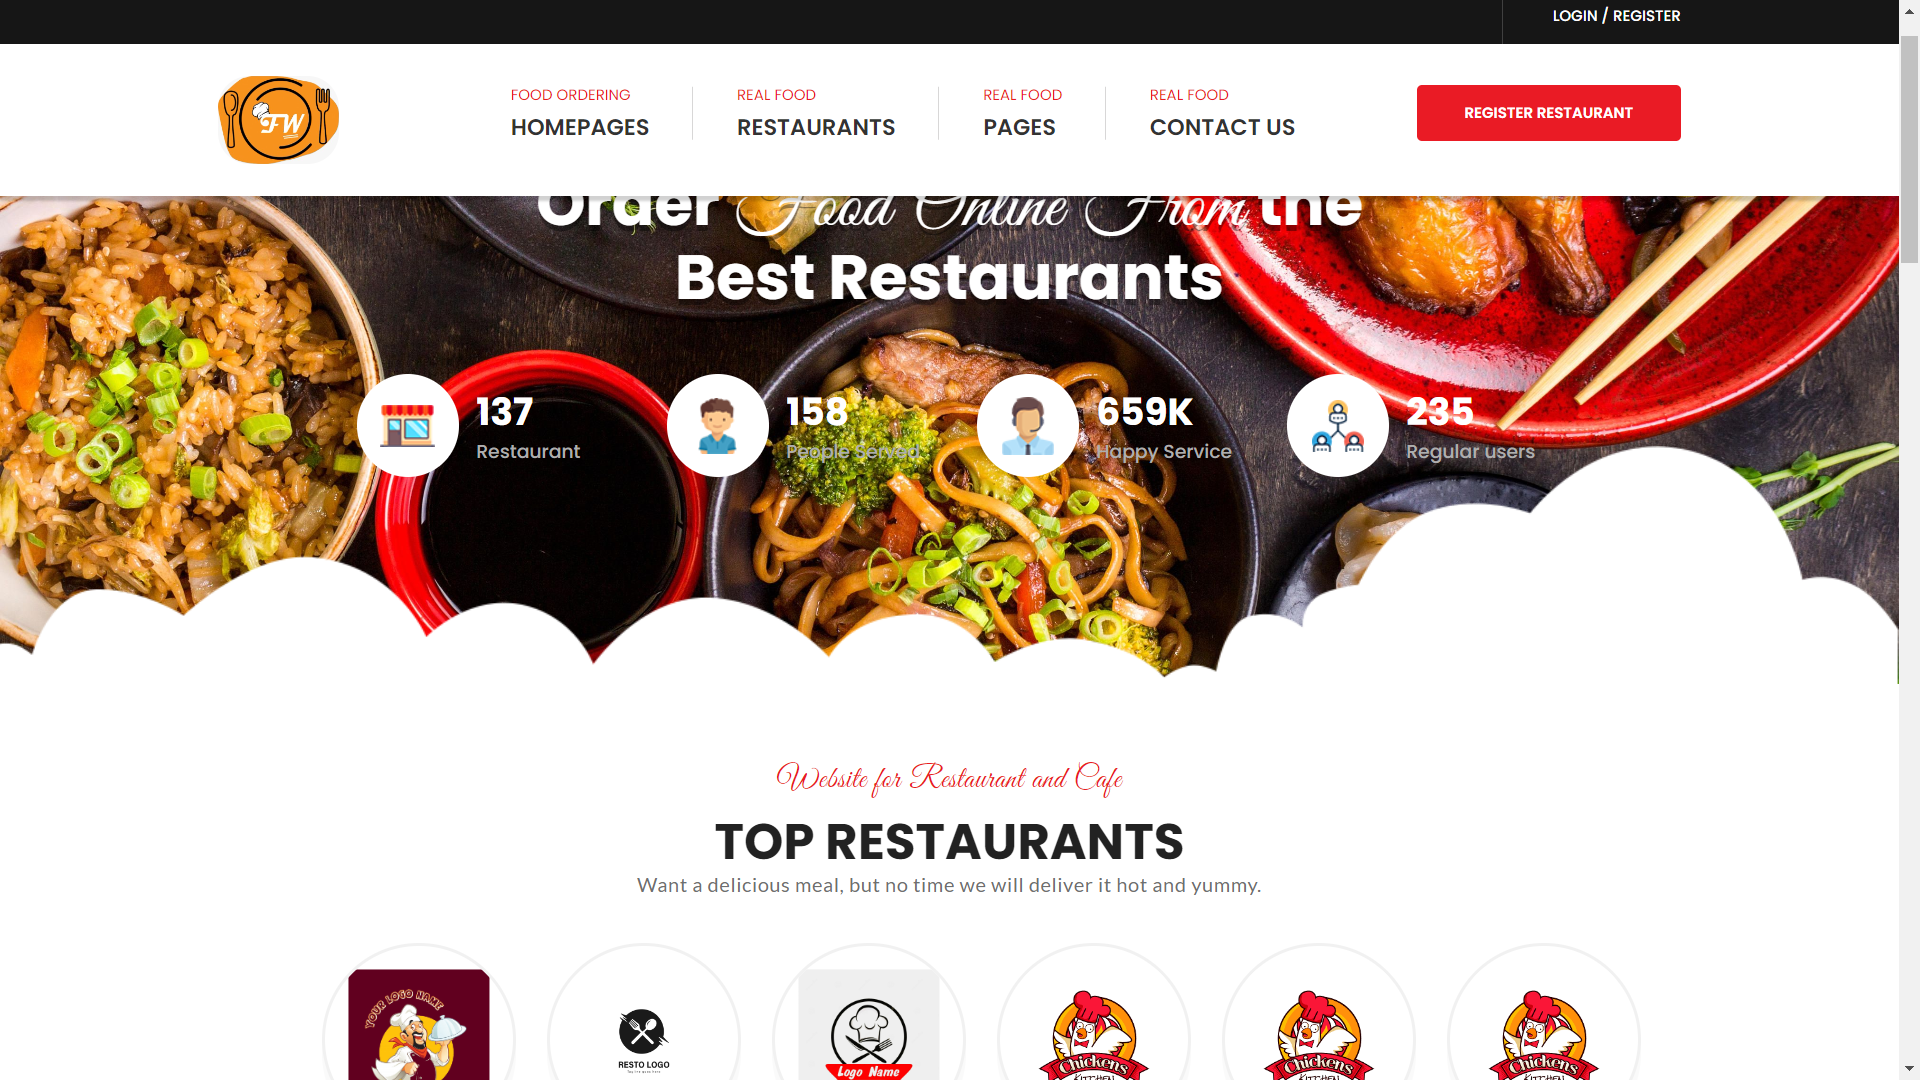 LOGIN / REGISTER
FW
FOOD ORDERING
HOMEPAGES
REAL FOOD
RESTAURANTS
REAL FOOD
PAGES
REAL FOOD
CONTACT US
REGISTER RESTAURANT
Order Food Online From the
Best Restaurants
137
Restaurant
158
People Served
659K
Happy Service
235
Regular users
Website for Restaurant and Cafe
TOP RESTAURANTS
Want a delicious meal, but no time we will deliver it hot and yummy.
YOUR LOGO NAME
RESTO LOGO
Logo Name
Chickens
KITCHEN
Chickens
KITCHEN
Chickens
KITCHEN